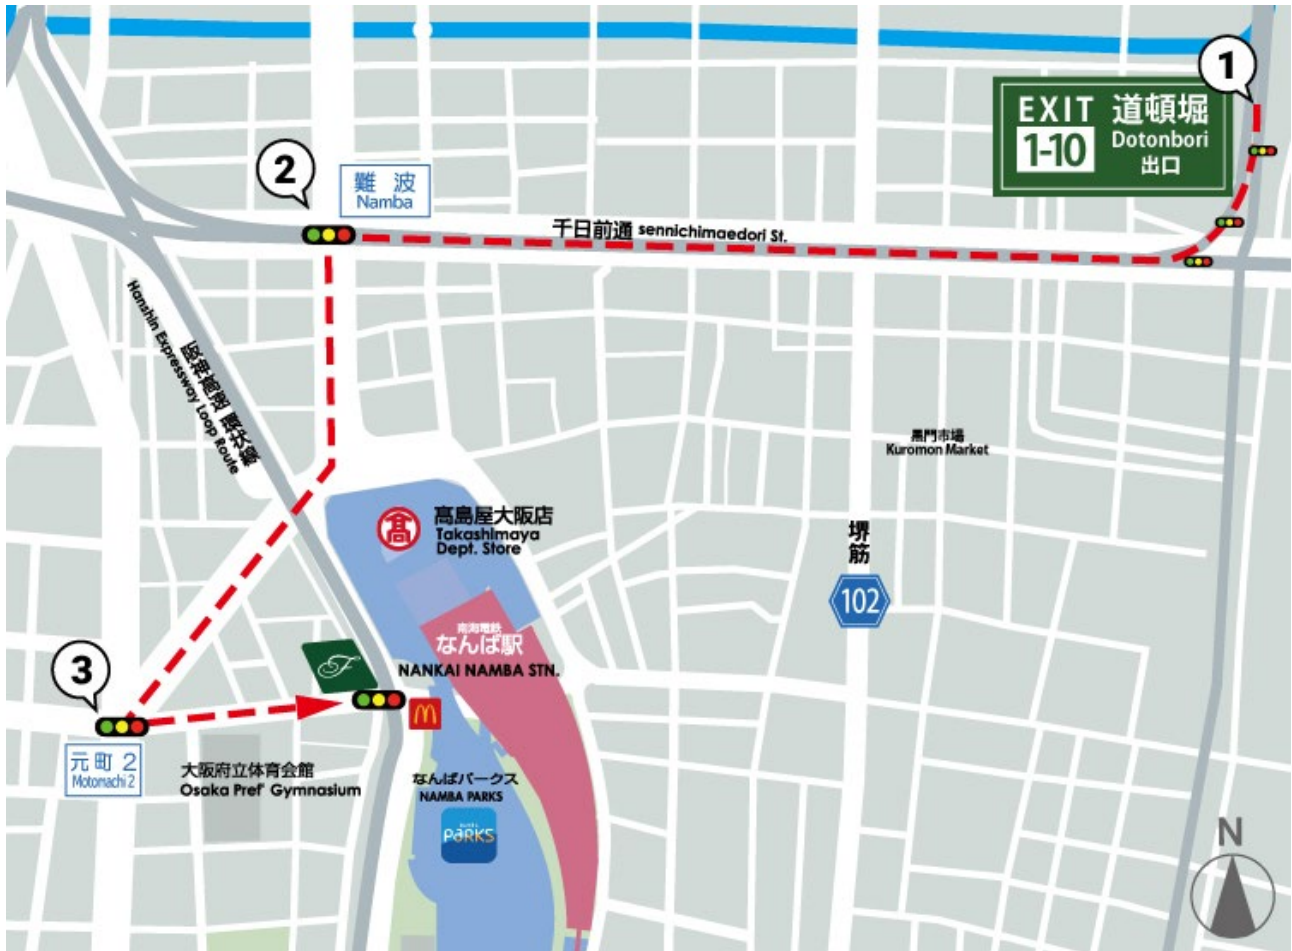 1
EXIT
1-10
道頓堀
Dotonbori
出口
2
難波
Namba
千日前通 sennichimaedori St.
阪神高速 環状線
Hanshin Expressway Loop Route
黒門市場
Kuromon Market
髙
髙島屋大阪店
Takashimaya
Dept. Store
堺筋
102
南海電鉄
なんば駅
NANKAI NAMBA STN.
F
3
元町2
Motomachi 2
大阪府立体育会館
Osaka Pref' Gymnasium
なんばパークス
NAMBA PARKS
PARKS
N